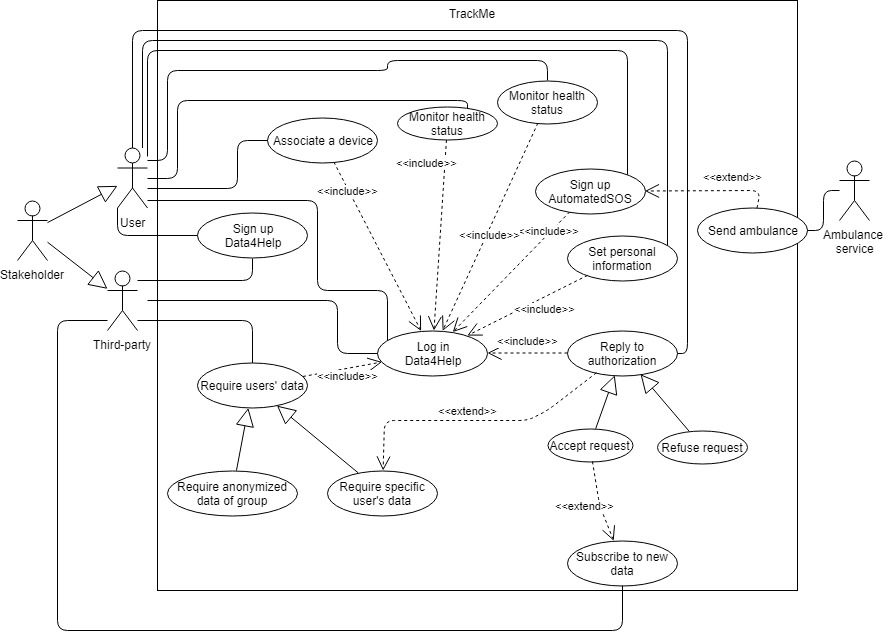 TrackMe
Monitor health
status
Monitor health
status
Associate a device
<<include>>
<<include>>
<<extend>>
Sign up
AutomatedSOS
User
Sign up
Data4Help
Stakeholder
<<include>>
<<include>>
Send ambulance
Ambulance
service
Set personal
information
<<include>>
Third-party
Log in
Data4Help
<<include>>
Reply to
authorization
Require users' data
<<include>>
<<extend>>
Accept request
Refuse request
Require anonymized
data of group
Require specific
user's data
<<extend>>
Subscribe to new
data